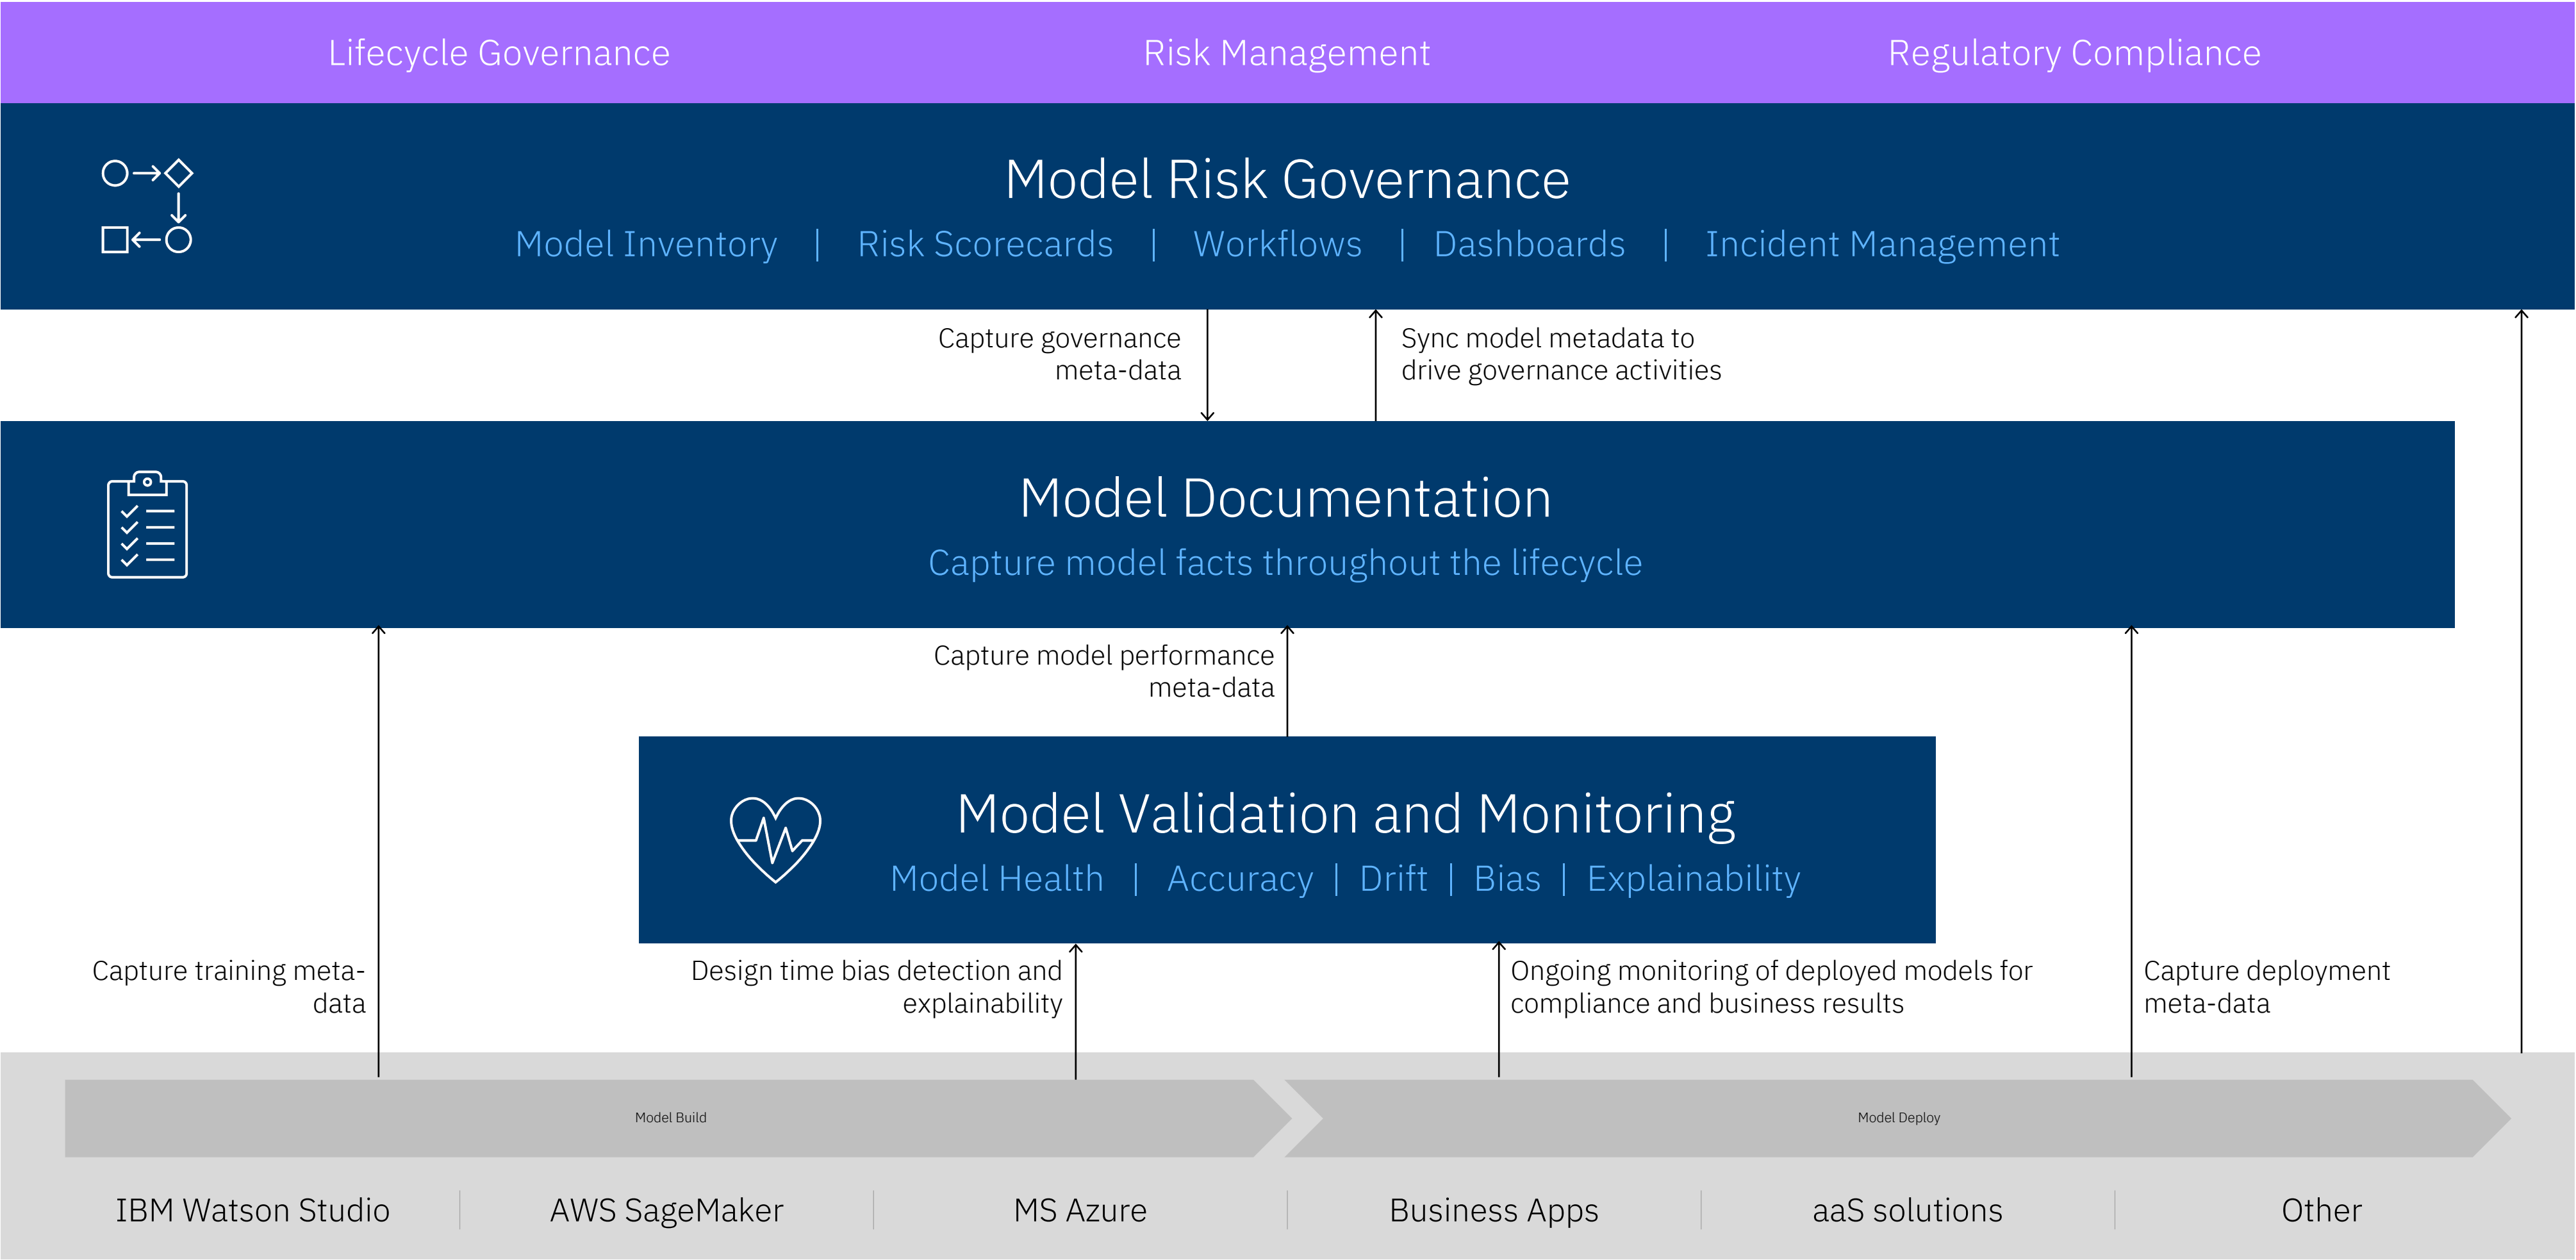 Lifecycle Governance
Risk Management
Regulatory Compliance
Model Risk Governance
Model Inventory | Risk Scorecards | Workflows | Dashboards | Incident Management
Capture governance
meta-data
Sync model metadata to
drive governance activities
Model Documentation
Capture model facts throughout the lifecycle
Capture model performance
meta-data
Model Validation and Monitoring
Model Health | Accuracy | Drift | Bias | Explainability
Capture training meta-
data
Design time bias detection and
explainability
Ongoing monitoring of deployed models for
compliance and business results
Capture deployment
meta-data
Model Build
Model Deploy
IBM Watson Studio
AWS SageMaker
MS Azure
Business Apps
aaS solutions
Other